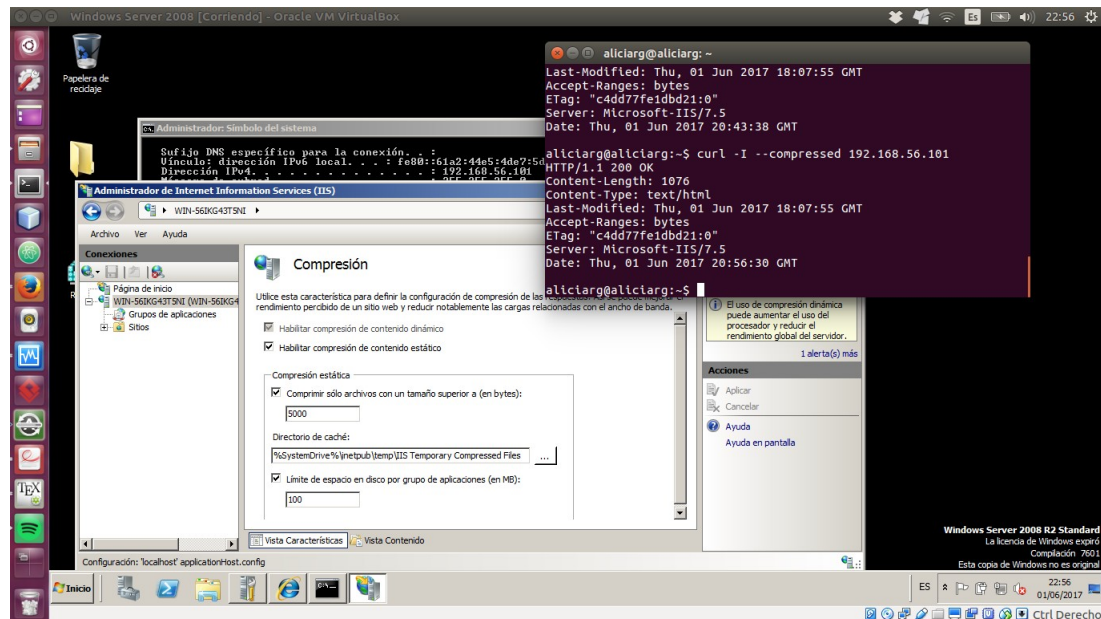 Windows Server 2008 [Corriendo] - Oracle VM VirtualBox
Es
22:56
Papelera de
reciclaje
aliciarg@aliciarg: ~
Last-Modified: Thu, 01 Jun 2017 18:07:55 GMT
Accept-Ranges: bytes
ETag: "c4dd77fe1dbd21:0"
Server: Microsoft-IIS/7.5
Date: Thu, 01 Jun 2017 20:43:38 GMT
aliciarg@aliciarg:~$ curl -I --compressed 192.168.56.101
HTTP/1.1 200 OK
Content-Length: 1076
Content-Type: text/html
Last-Modified: Thu, 01 Jun 2017 18:07:55 GMT
Accept-Ranges: bytes
ETag: "c4dd77fe1dbd21:0"
Server: Microsoft-IIS/7.5
Date: Thu, 01 Jun 2017 20:56:30 GMT
aliciarg@aliciarg:~$
Administrador: Símbolo del sistema
Sufijo DNS específico para la conexión. . :
Vínculo: dirección IPv6 local. . . : fe80::61a2:44e5:4de7:5d
Dirección IPv4. . . . . . . . . . . . . . : 192.168.56.101
Administrador de Internet Information Services (IIS)
WIN-56IKG43T5NI
Archivo Ver Ayuda
Conexiones
Página de inicio
WIN-56IKG43T5NI (WIN-56IKG4
Grupos de aplicaciones
Sitios
Compresión
Utilice esta característica para definir la configuración de compresión de las
rendimiento percibido de un sitio web y reducir notablemente las cargas relacionadas con el ancho de banda.
Habilitar compresión de contenido dinámico
Habilitar compresión de contenido estático
Compresión estática
Comprimir sólo archivos con un tamaño superior a (en bytes):
5000
Directorio de caché:
%SystemDrive%\inetpub\temp\IIS Temporary Compressed Files
...
Límite de espacio en disco por grupo de aplicaciones (en MB):
100
Vista Características
Vista Contenido
El uso de compresión dinámica
puede aumentar el uso del
procesador y reducir el
rendimiento global del servidor.
1 alerta(s) más
Acciones
Aplicar
Cancelar
Ayuda
Ayuda en pantalla
Configuración: 'localhost' applicationHost.config
Windows Server 2008 R2 Standard
La licencia de Windows expiró
Compilación 7601
Esta copia de Windows no es original
TEX
Inicio
ES
22:56
01/06/2017
Ctrl Derecho